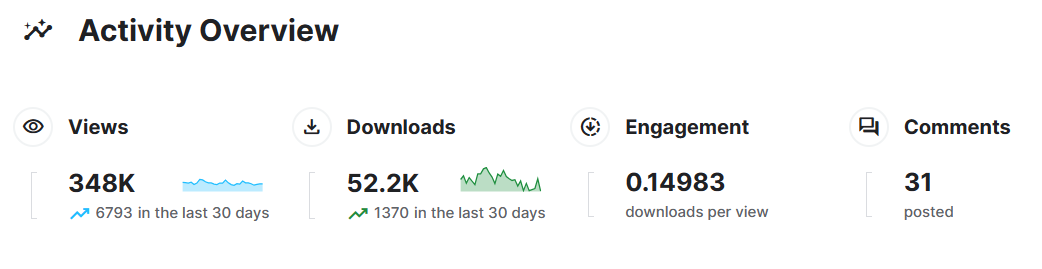 Activity Overview
Views
348K
6793 in the last 30 days
Downloads
52.2K
1370 in the last 30 days
Engagement
0.14983
downloads per view
Comments
31
posted